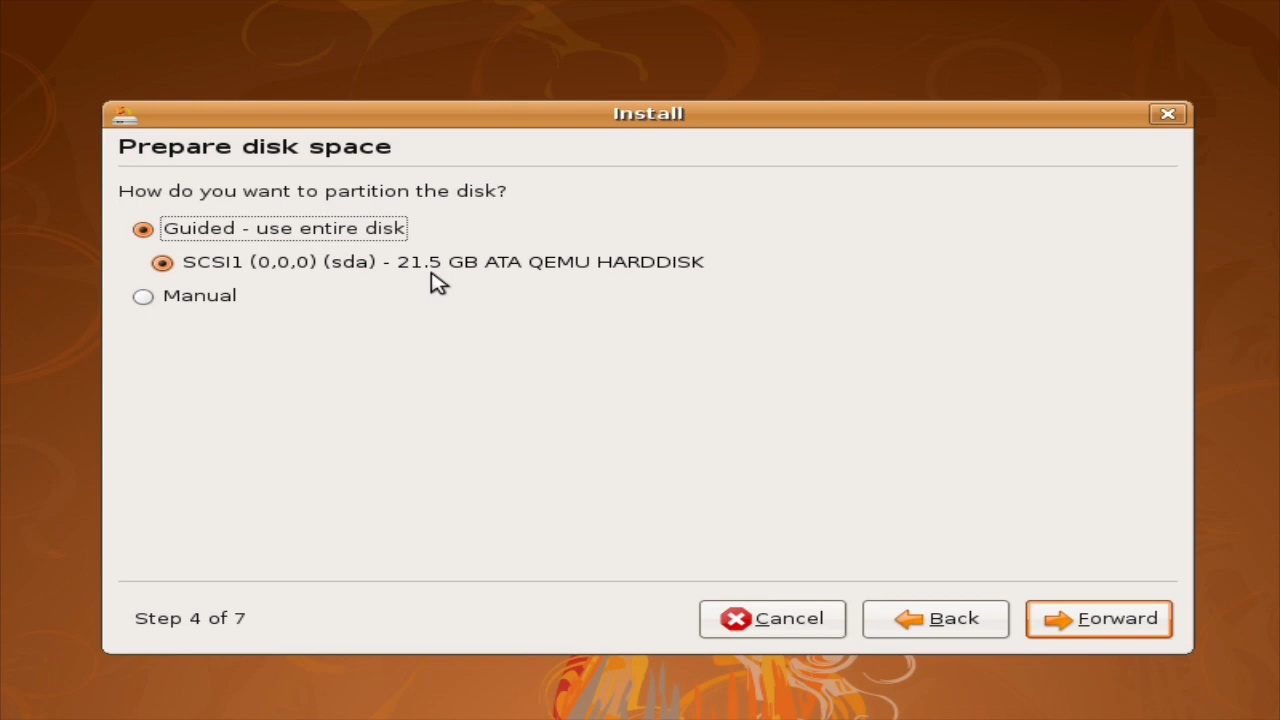 Install
Prepare disk space
How do you want to partition the disk?
Guided - use entire disk
SCSI1 (0,0,0) (sda) - 21.5 GB ATA QEMU HARDDISK
Manual
Step 4 of 7
Cancel
Back
Forward